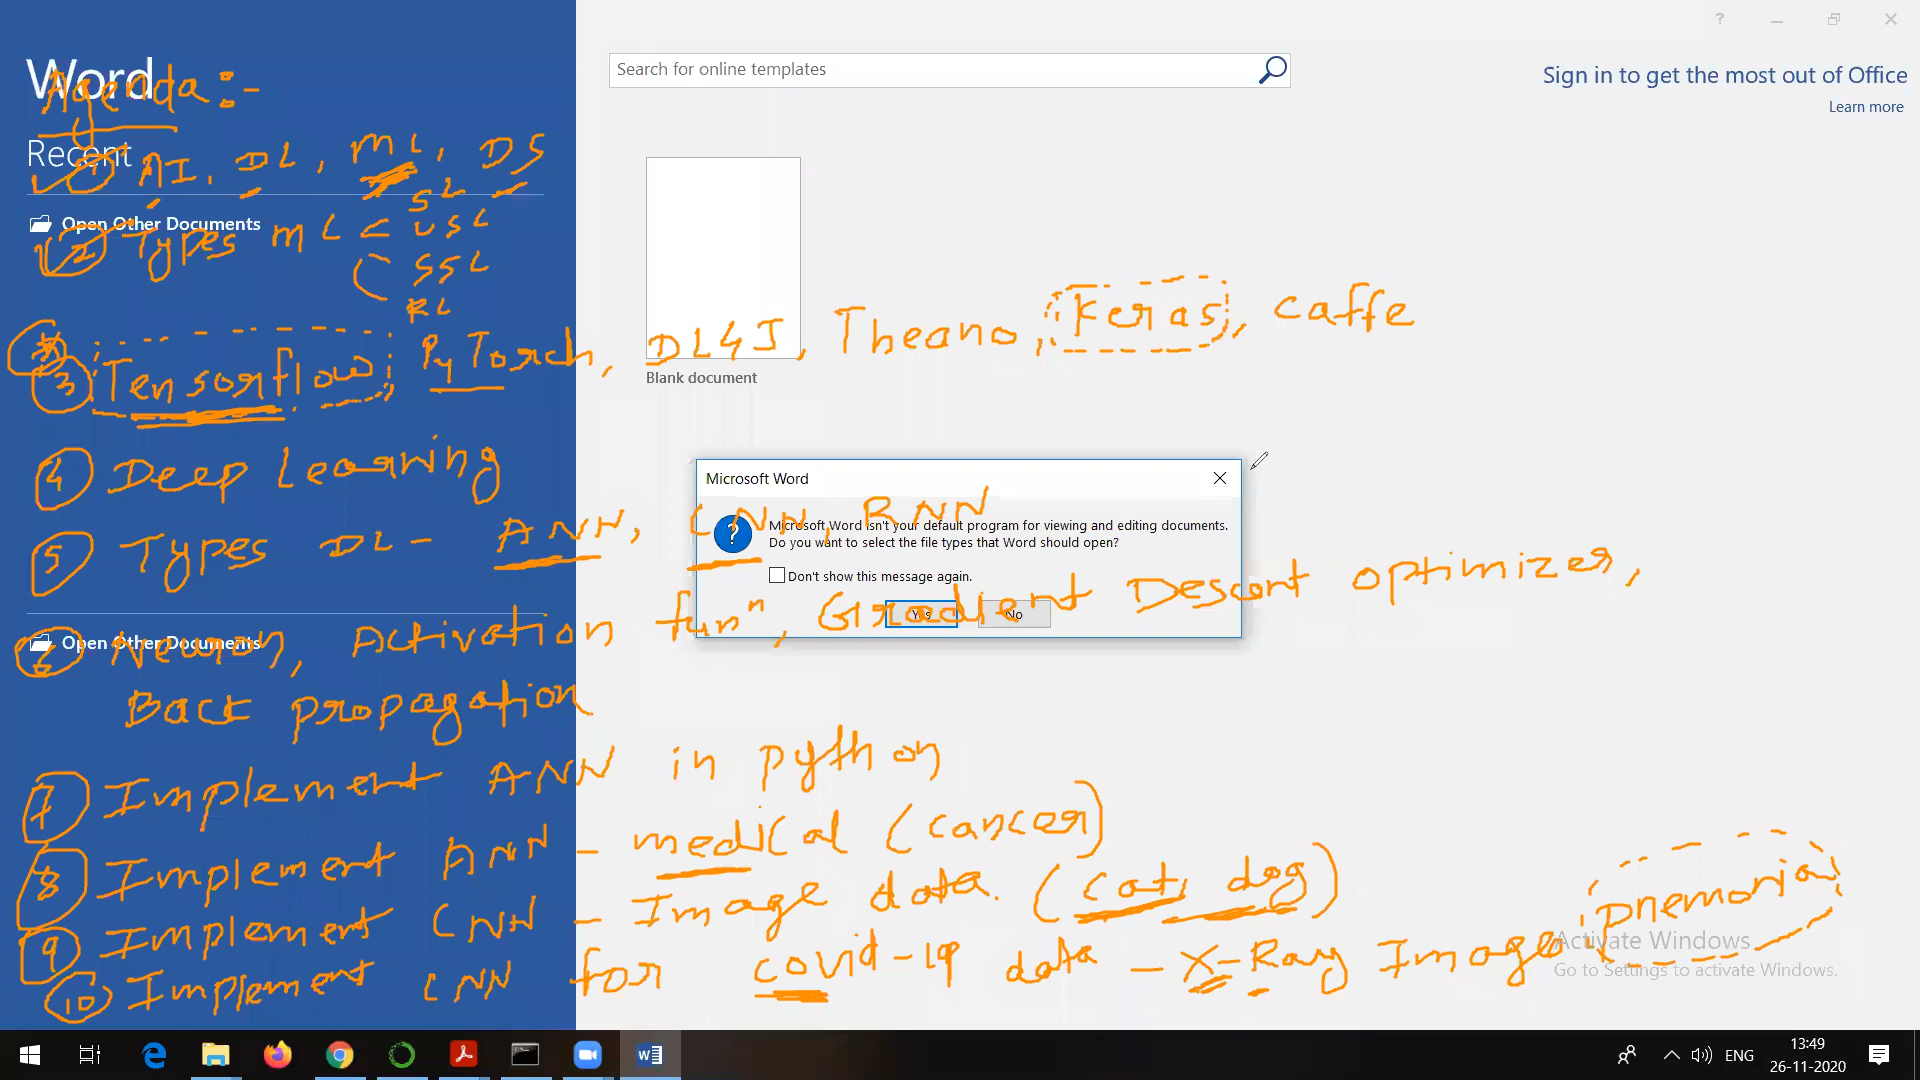 Word
Agenda :-
Search for online templates
Sign in to get the most out of Office
Learn more
Recent
1 AI, DL, ML, DS
Open Other Documents
2 Types ML
SL
USL
SSL
RL
3 Tensorflow, PyTorch, DL4J, Theano, Keras, caffe
Blank document
4 Deep Learning
Microsoft Word
Microsoft Word isn't your default program for viewing and editing documents.
Do you want to select the file types that Word should open?
Don't show this message again.
Yes
No
5 Types DL - ANN, CNN, RNN
Open Other Documents
6 Neuron, Activation funⁿ, Gradient Descent optimizer,
Back propagation
7 Implement ANN in python
8 Implement ANN - medical (cancer)
9 Implement CNN - Image data. (cat, dog)
10 Implement CNN for covid-19 data - X-Ray Image pnemonia
Activate Windows
Go to Settings to activate Windows.
ENG
13:49
26-11-2020